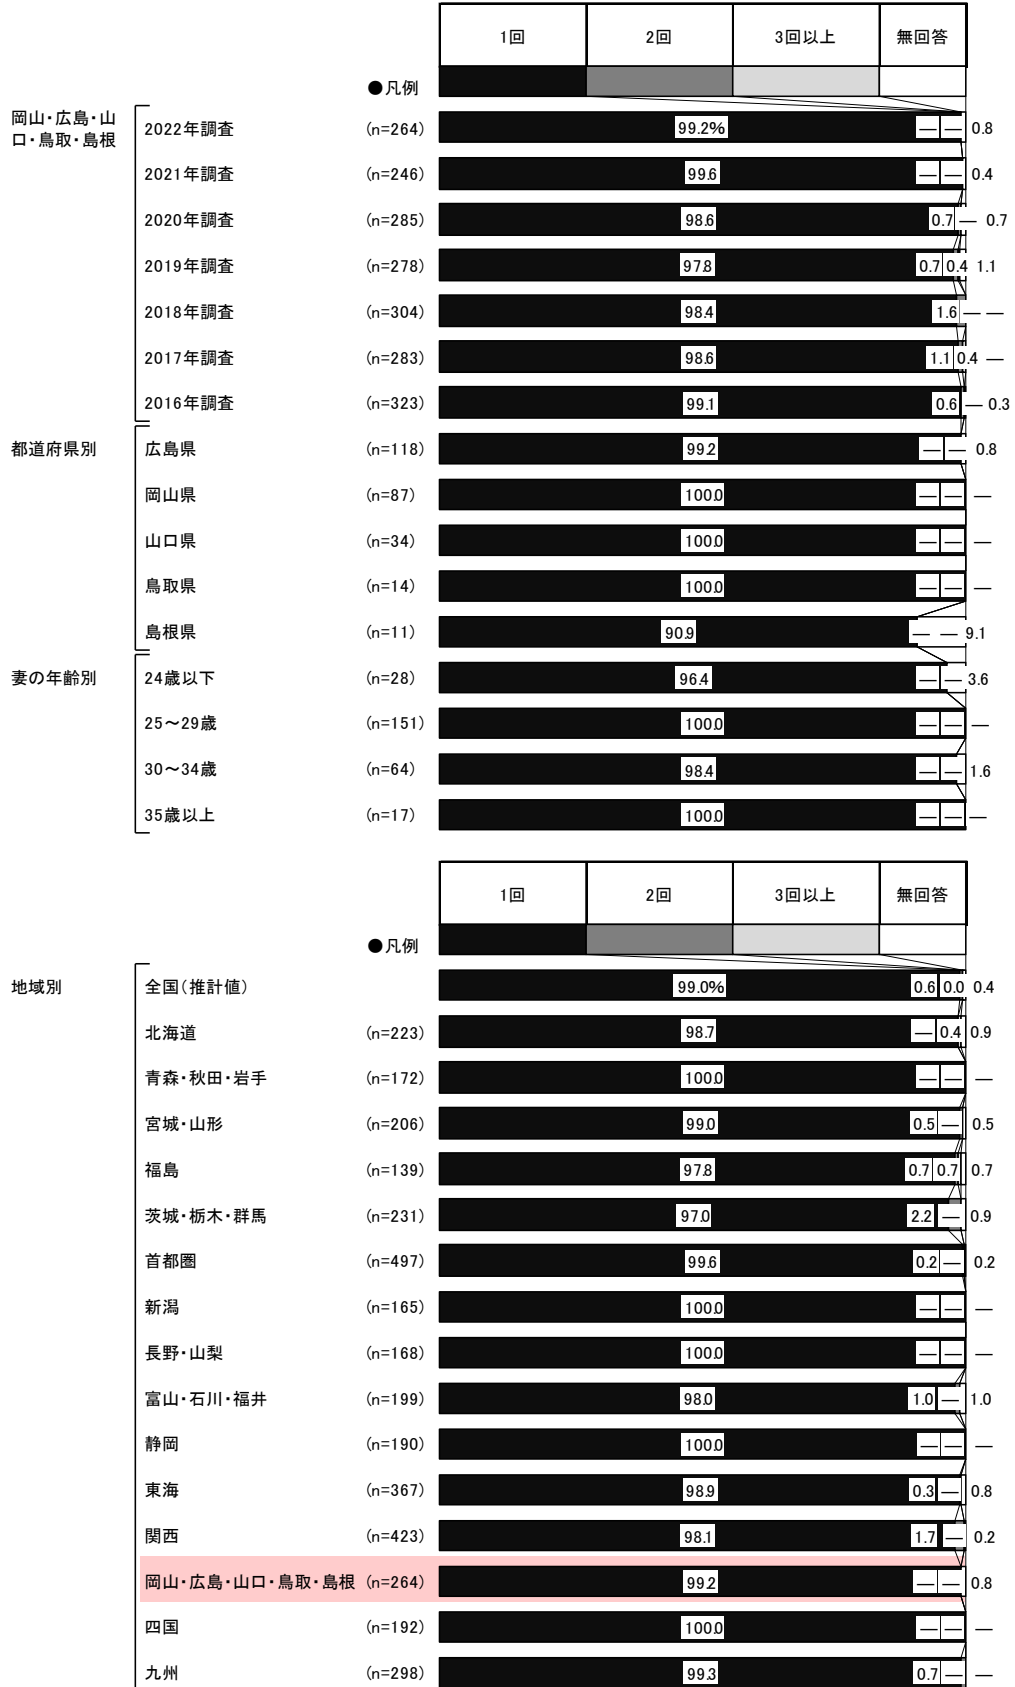 1回 2回 3回以上 無回答
●凡例
岡山・広島・山
口・鳥取・島根
2022年調査 (n=264) 99.2% — — 0.8
2021年調査 (n=246) 99.6 — — 0.4
2020年調査 (n=285) 98.6 0.7 — 0.7
2019年調査 (n=278) 97.8 0.7 0.4 1.1
2018年調査 (n=304) 98.4 1.6 — —
2017年調査 (n=283) 98.6 1.1 0.4 —
2016年調査 (n=323) 99.1 0.6 — 0.3
都道府県別 広島県 (n=118) 99.2 — — 0.8
岡山県 (n=87) 100.0 — — —
山口県 (n=34) 100.0 — — —
鳥取県 (n=14) 100.0 — — —
島根県 (n=11) 90.9 — — 9.1
妻の年齢別 24歳以下 (n=28) 96.4 — — 3.6
25～29歳 (n=151) 100.0 — — —
30～34歳 (n=64) 98.4 — — 1.6
35歳以上 (n=17) 100.0 — — —
1回 2回 3回以上 無回答
●凡例
地域別 全国(推計値) 99.0% 0.6 0.0 0.4
北海道 (n=223) 98.7 — 0.4 0.9
青森・秋田・岩手 (n=172) 100.0 — — —
宮城・山形 (n=206) 99.0 0.5 — 0.5
福島 (n=139) 97.8 0.7 0.7 0.7
茨城・栃木・群馬 (n=231) 97.0 2.2 — 0.9
首都圏 (n=497) 99.6 0.2 — 0.2
新潟 (n=165) 100.0 — — —
長野・山梨 (n=168) 100.0 — — —
富山・石川・福井 (n=199) 98.0 1.0 — 1.0
静岡 (n=190) 100.0 — — —
東海 (n=367) 98.9 0.3 — 0.8
関西 (n=423) 98.1 1.7 — 0.2
岡山・広島・山口・鳥取・島根 (n=264) 99.2 — — 0.8
四国 (n=192) 100.0 — — —
九州 (n=298) 99.3 0.7 — —